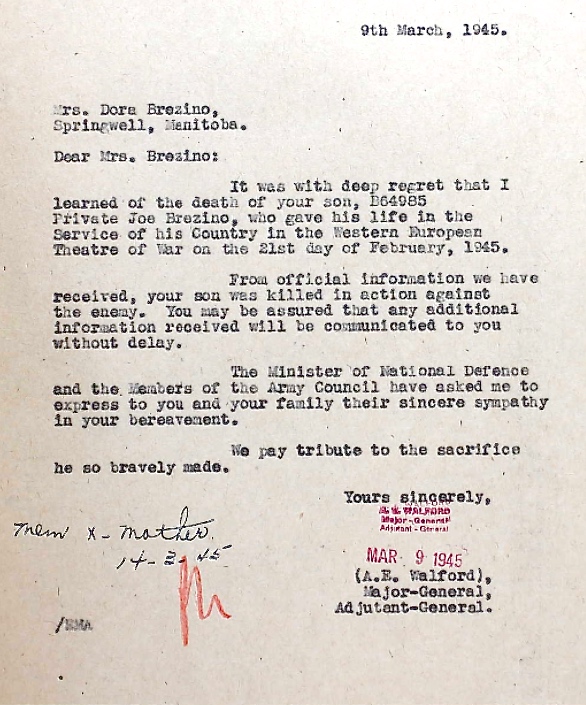 9th March, 1945.
Mrs. Dora Brezino,
Springwell, Manitoba.
Dear Mrs. Brezino:
It was with deep regret that I
learned of the death of your son, B64985
Private Joe Brezino, who gave his life in the
Service of his Country in the Western European
Theatre of War on the 21st day of February, 1945.
From official information we have
received, your son was killed in action against
the enemy. You may be assured that any additional
information received will be communicated to you
without delay.
The Minister of National Defence
and the Members of the Army Council have asked me to
express to you and your family their sincere sympathy
in your bereavement.
We pay tribute to the sacrifice
he so bravely made.
Yours sincerely,
A. E. WALFORD
Major-General
Adjutant-General
Mem X - Mother.
14-3-45
MAR 9 1945
(A.E. Walford),
Major-General,
Adjutant-General.